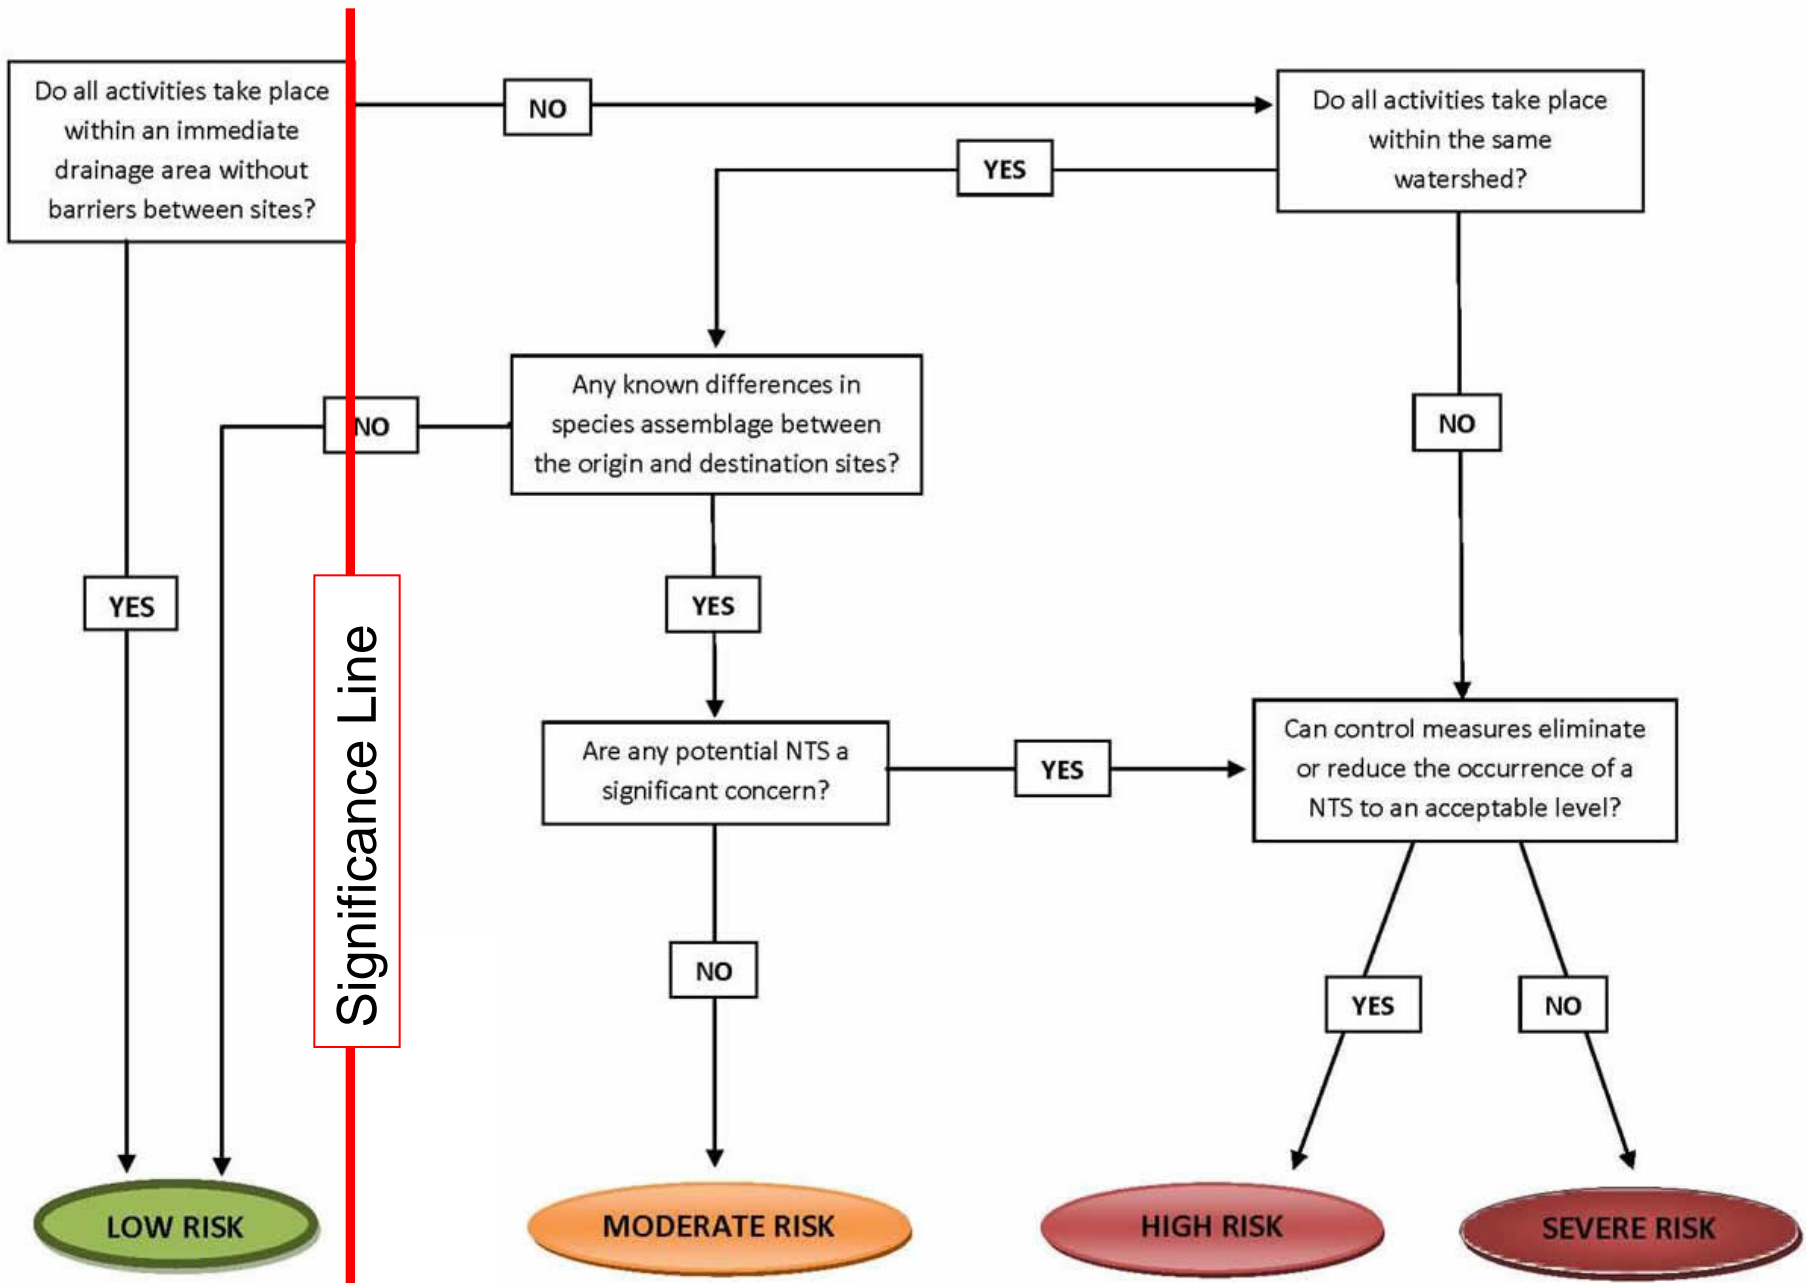 Do all activities take place
within an immediate
drainage area without
barriers between sites?
NO
Do all activities take place
within the same
watershed?
YES
Any known differences in
species assemblage between
the origin and destination sites?
NO
NO
YES
YES
Significance Line
Are any potential NTS a
significant concern?
YES
Can control measures eliminate
or reduce the occurrence of a
NTS to an acceptable level?
NO
YES
NO
LOW RISK
MODERATE RISK
HIGH RISK
SEVERE RISK